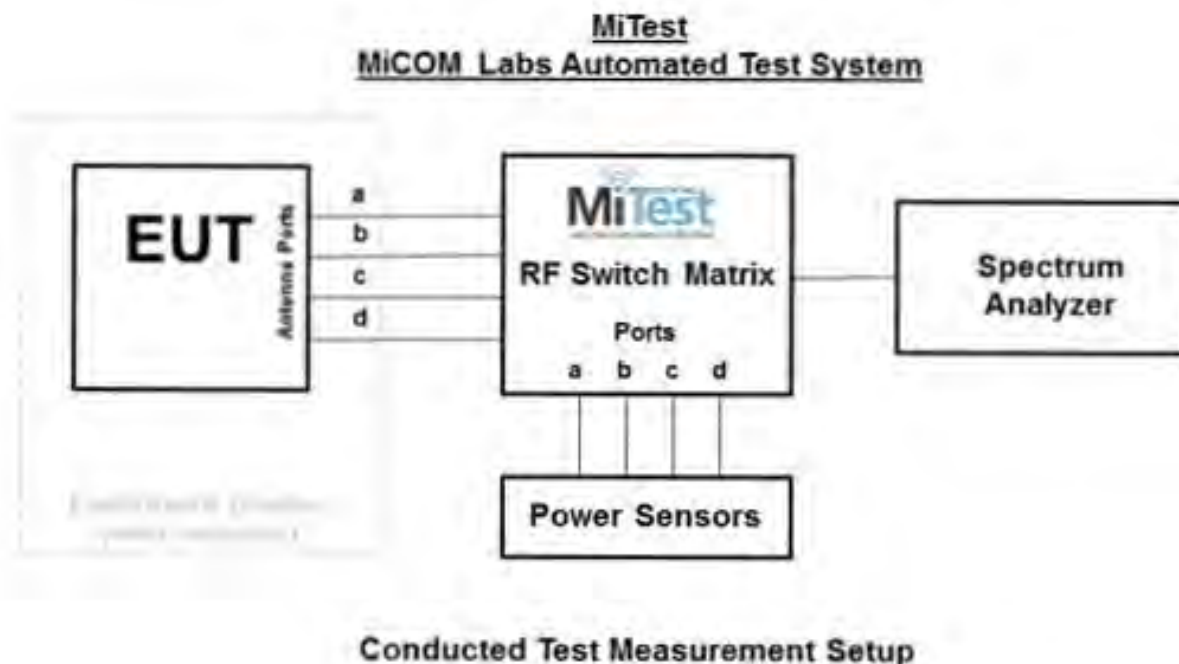 MiTest
MiCOM Labs Automated Test System
EUT
Antenna Ports
a
b
c
d
MiTest
RF Switch Matrix
Ports
a b c d
Spectrum
Analyzer
Power Sensors
Conducted Test Measurement Setup